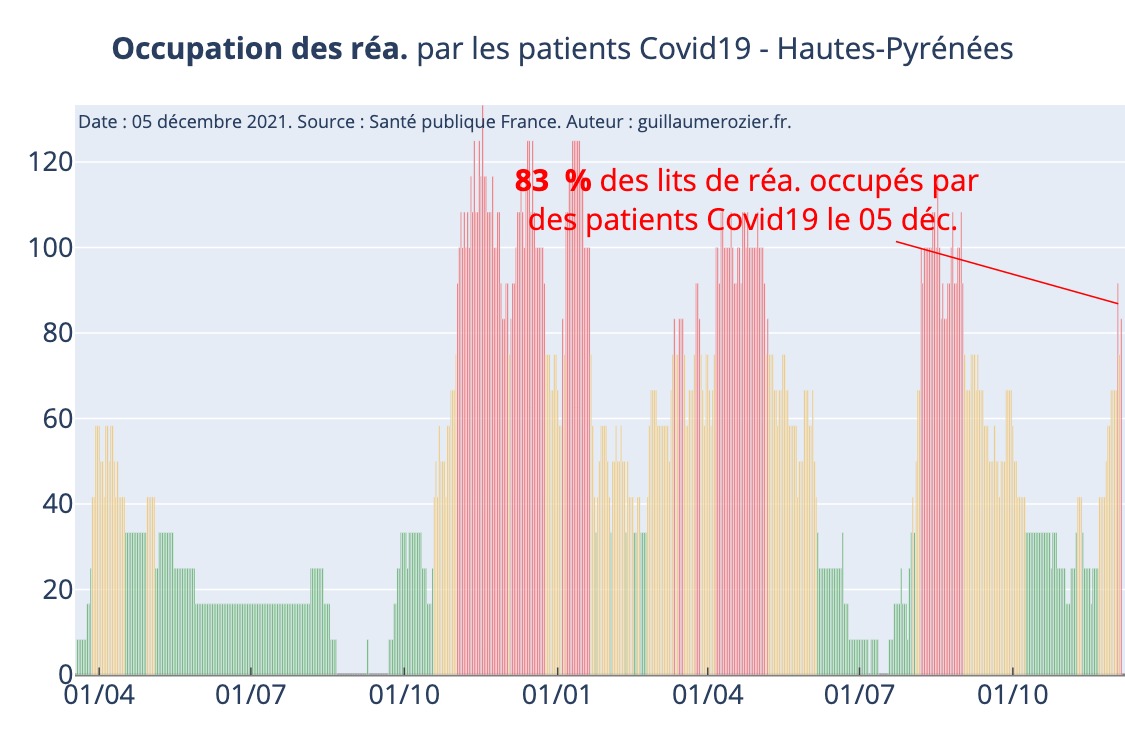 Occupation des réa. par les patients Covid19 - Hautes-Pyrénées
Date : 05 décembre 2021. Source : Santé publique France. Auteur : guillaumerozier.fr.
83 % des lits de réa. occupés par
des patients Covid19 le 05 déc.
120
100
80
60
40
20
0
01/04 01/07 01/10 01/01 01/04 01/07 01/10